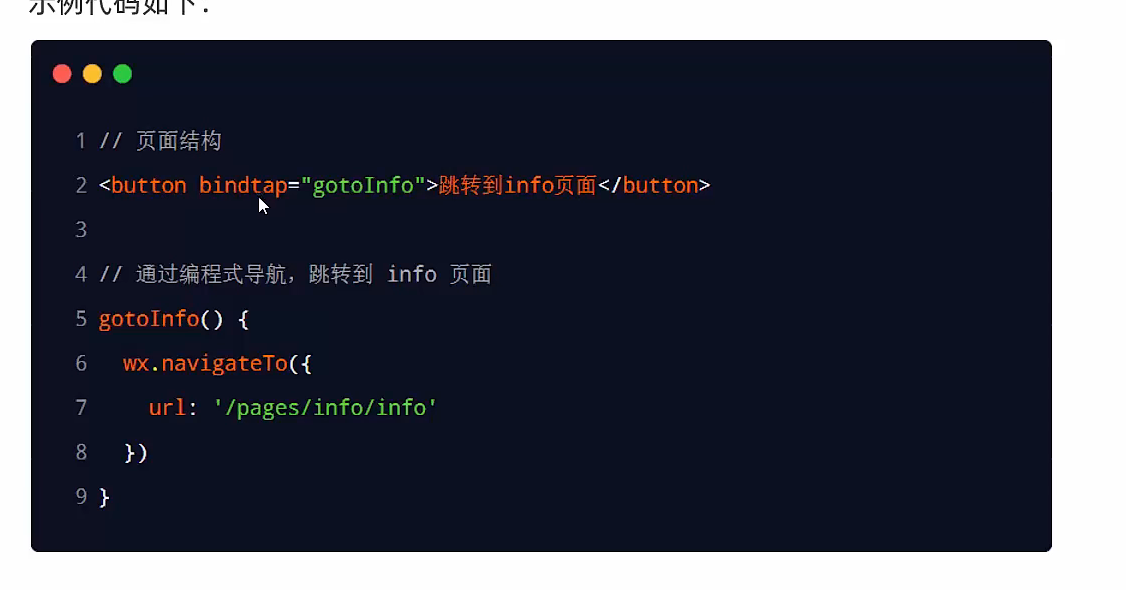 示例代码如下：
1 // 页面结构
2 <button bindtap="gotoInfo">跳转到info页面</button>
3
4 // 通过编程式导航，跳转到 info 页面
5 gotoInfo() {
6   wx.navigateTo({
7     url: '/pages/info/info'
8   })
9 }